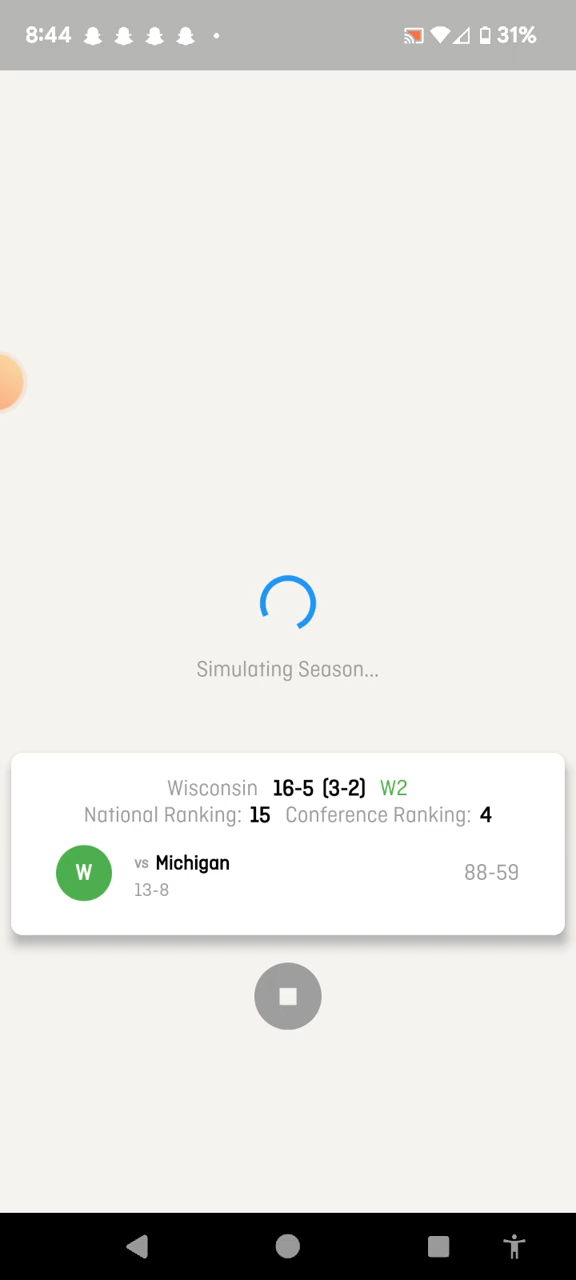 8:44 31%
Simulating Season...
Wisconsin 16-5 (3-2) W2
National Ranking: 15 Conference Ranking: 4
W vs Michigan 88-59
13-8